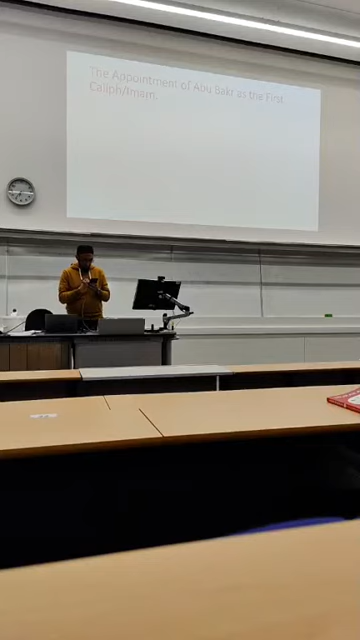 The Appointment of Abu Bakr as the First
Caliph/Imam.